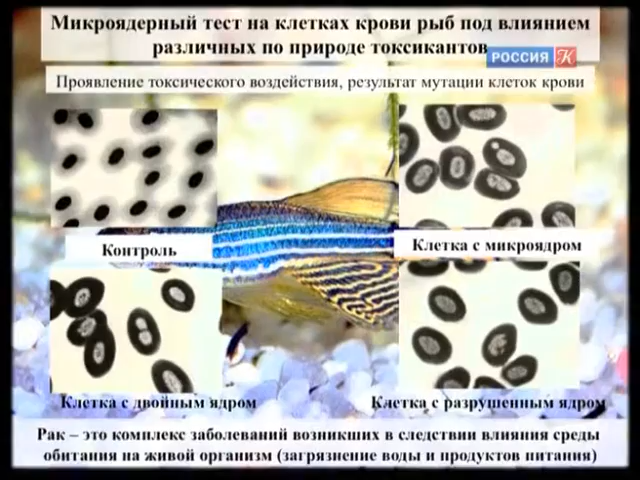 Микроядерный тест на клетках крови рыб под влиянием
различных по природе токсикантов
РОССИЯ К
Проявление токсического воздействия, результат мутации клеток крови
Контроль
Клетка с микроядром
Клетка с двойным ядром
Клетка с разрушенным ядром
Рак – это комплекс заболеваний возникших в следствии влияния среды
обитания на живой организм (загрязнение воды и продуктов питания)